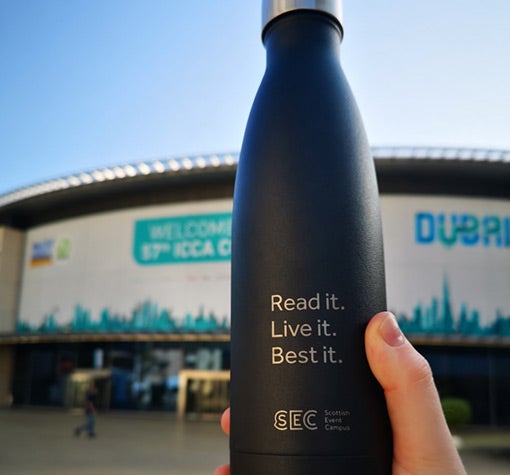 WELCOME
57TH ICCA C
DUBAI
Read it.
Live it.
Best it.
SEC
Scottish
Event
Campus